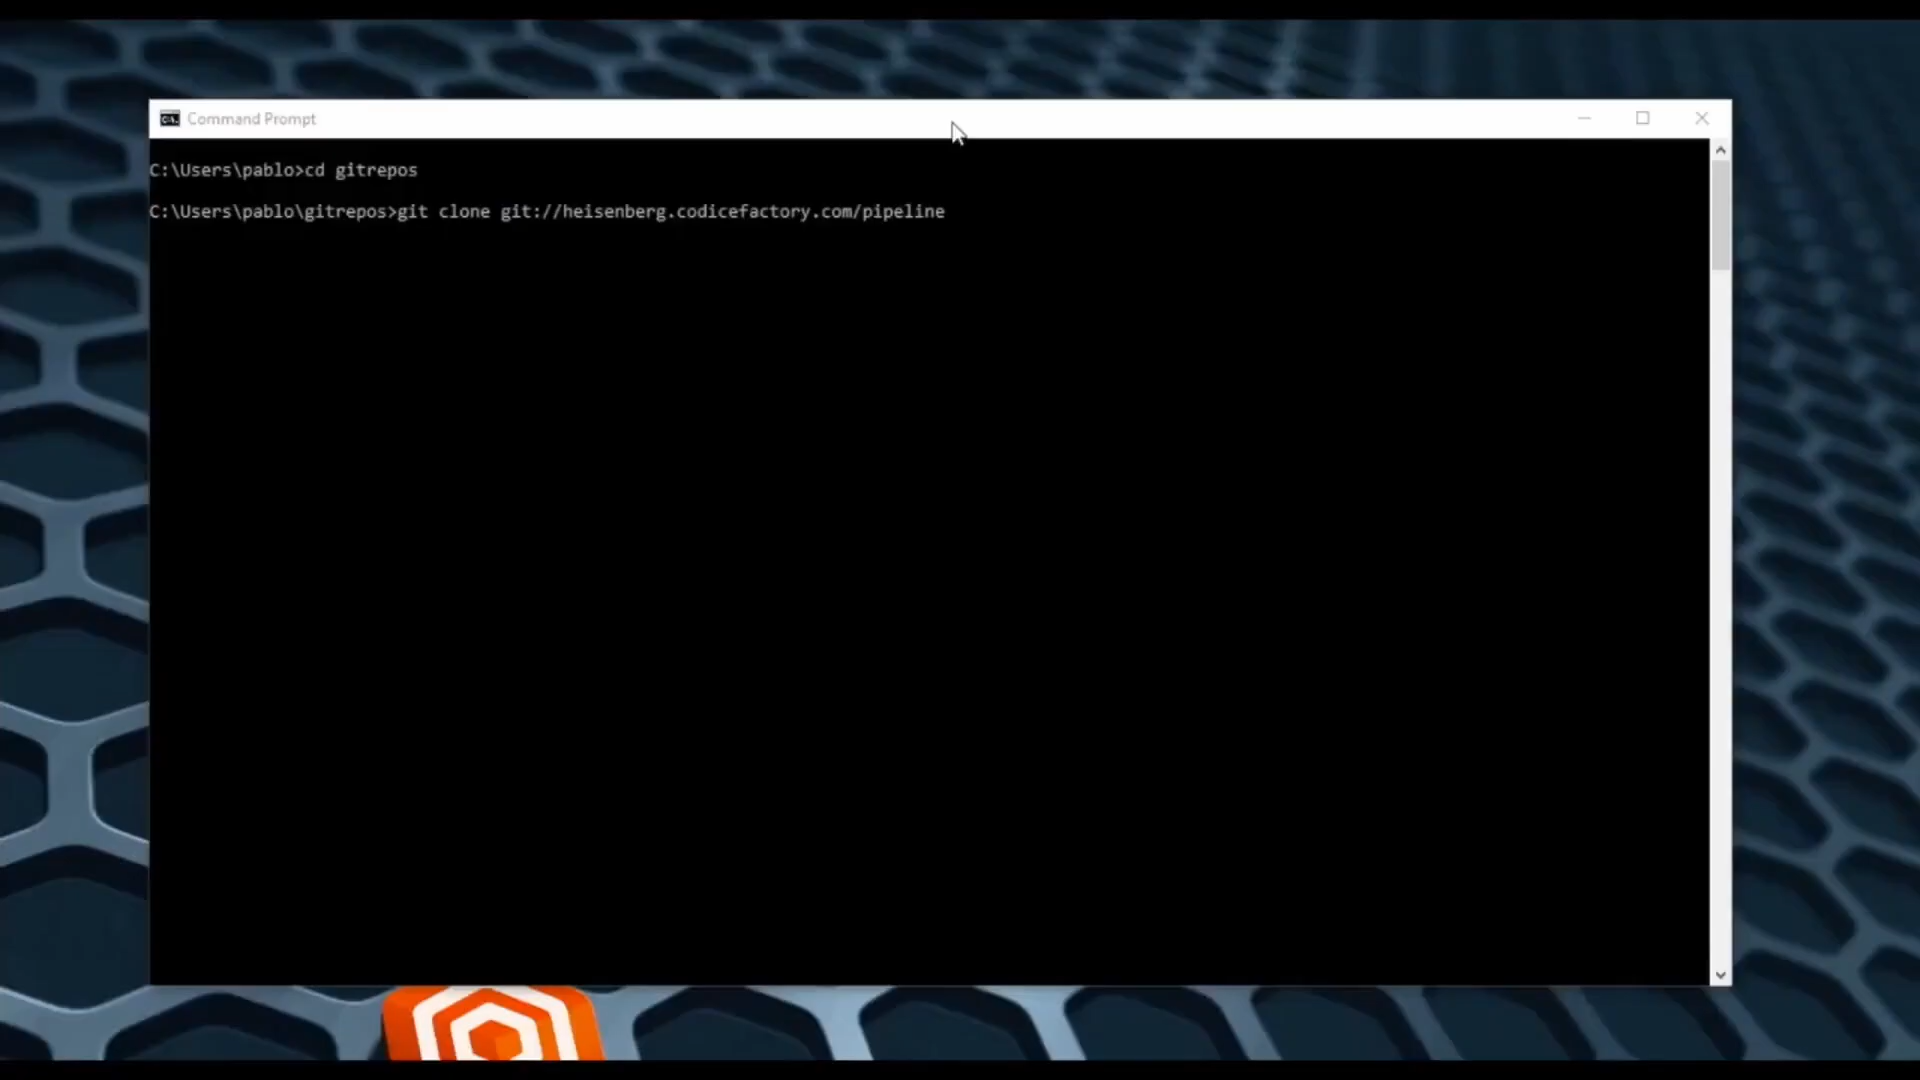 Command Prompt
C:\Users\pablo>cd gitrepos
C:\Users\pablo\gitrepos>git clone git://heisenberg.codicefactory.com/pipeline